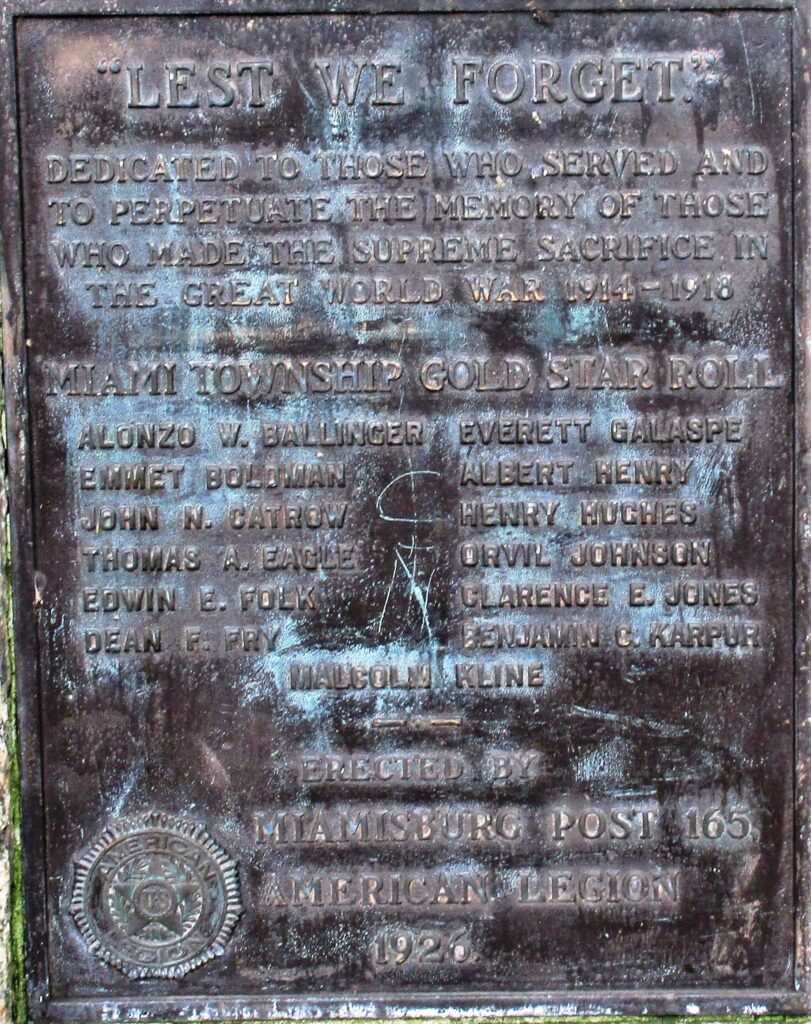 "LEST WE FORGET."
DEDICATED TO THOSE WHO SERVED AND
TO PERPETUATE THE MEMORY OF THOSE
WHO MADE THE SUPREME SACRIFICE IN
THE GREAT WORLD WAR 1914-1918
MIAMI TOWNSHIP GOLD STAR ROLL
ALONZO W. BALLINGER
EMMET BOLDMAN
JOHN N. CATROW
THOMAS A. EAGLE
EDWIN E. FOLK
DEAN F. FRY
EVERETT GALASPE
ALBERT HENRY
HENRY HUGHES
ORVIL JOHNSON
CLARENCE E. JONES
BENJAMIN C. KARPUR
MALCOLM KLINE
ERECTED BY
MIAMISBURG POST 165,
AMERICAN LEGION
1926.
AMERICAN
LEGION
US